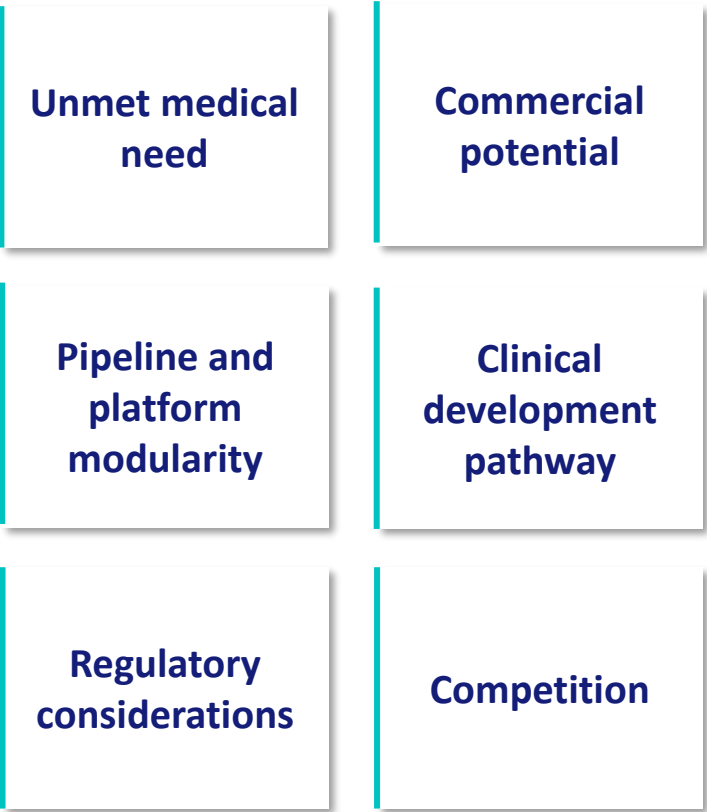 Unmet medical
need
Commercial
potential
Pipeline and
platform
modularity
Clinical
development
pathway
Regulatory
considerations
Competition